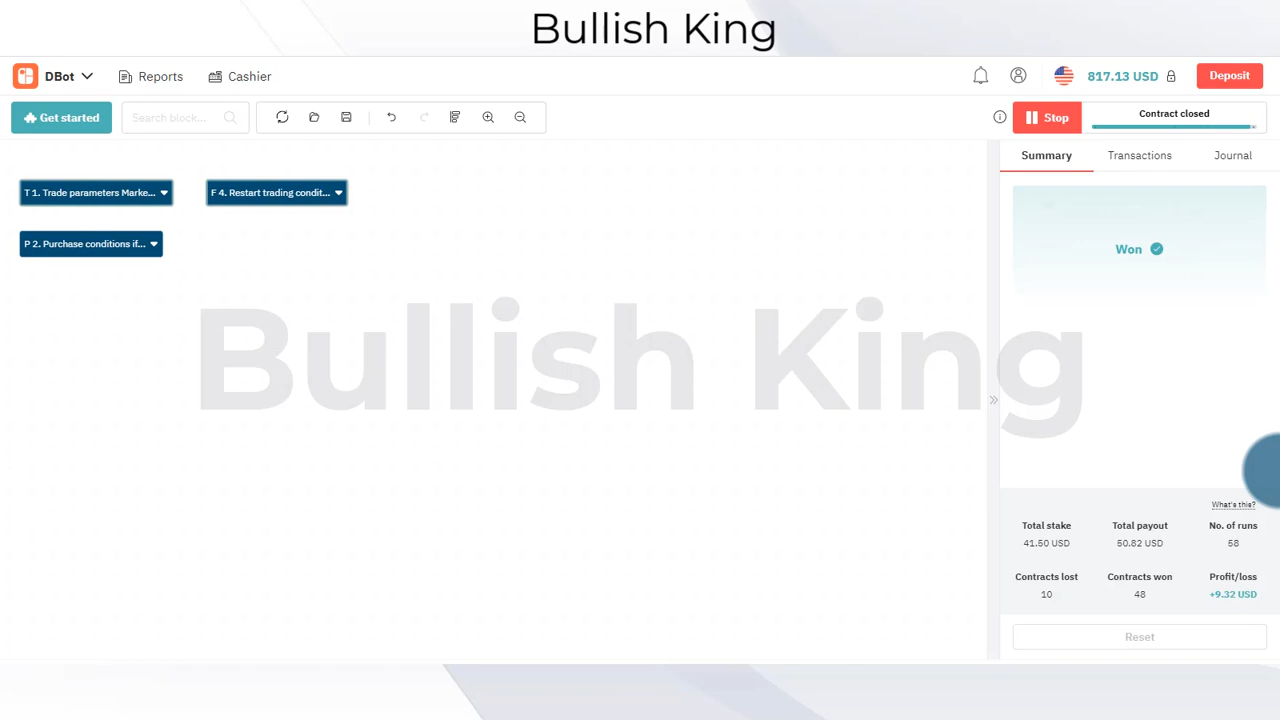 Bullish King
DBot
Reports
Cashier
817.13 USD
Deposit
Get started
Search block...
Stop
Contract closed
Summary
Transactions
Journal
T 1. Trade parameters Marke...
F 4. Restart trading condit...
P 2. Purchase conditions if...
Won
Bullish King
What's this?
Total stake
Total payout
No. of runs
41.50 USD
50.82 USD
58
Contracts lost
Contracts won
Profit/loss
10
48
+9.32 USD
Reset